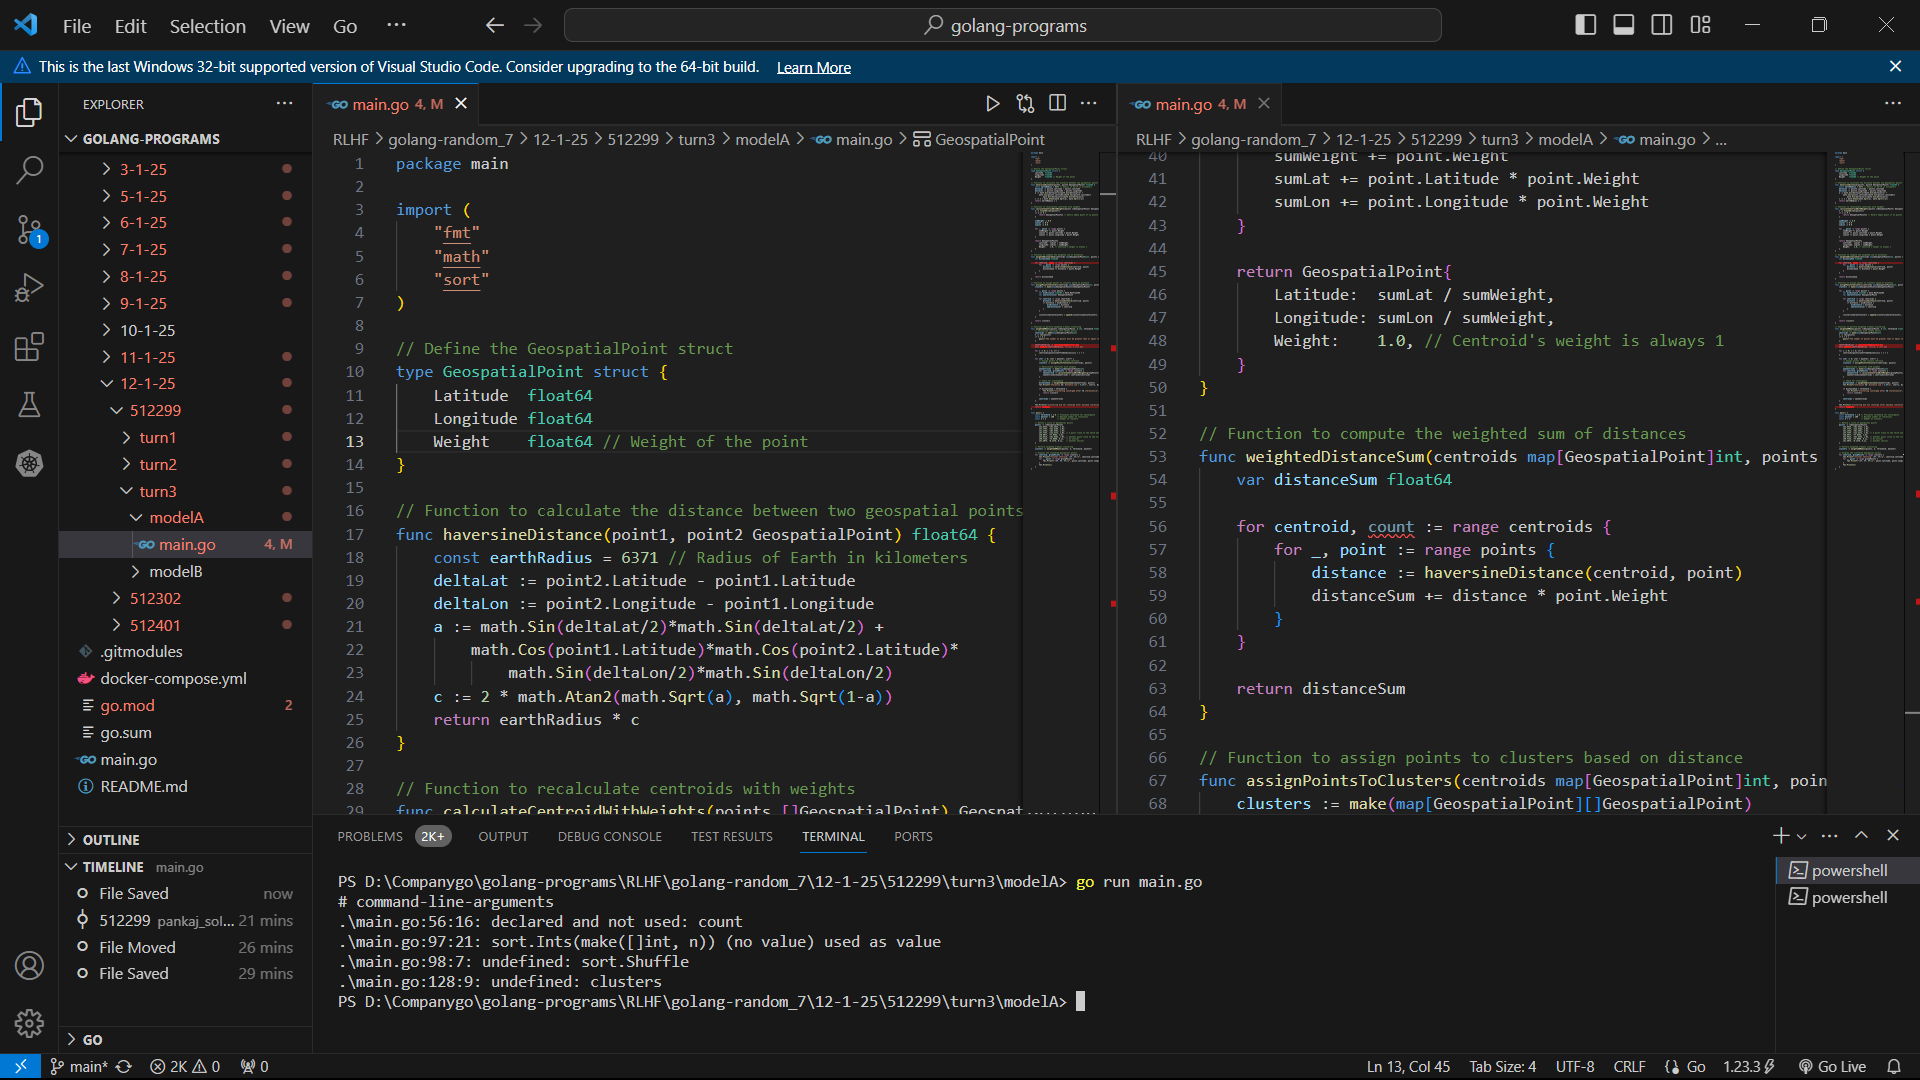 File Edit Selection View Go ···
golang-programs
This is the last Windows 32-bit supported version of Visual Studio Code. Consider upgrading to the 64-bit build. Learn More
EXPLORER
GOLANG-PROGRAMS
3-1-25
5-1-25
6-1-25
7-1-25
8-1-25
9-1-25
10-1-25
11-1-25
12-1-25
512299
turn1
turn2
turn3
modelA
main.go 4, M
modelB
512302
512401
.gitmodules
docker-compose.yml
go.mod 2
go.sum
main.go
README.md
OUTLINE
TIMELINE main.go
File Saved now
512299 pankaj_sol... 21 mins
File Moved 26 mins
File Saved 29 mins
GO
1
main.go 4, M
RLHF > golang-random_7 > 12-1-25 > 512299 > turn3 > modelA > main.go > GeospatialPoint
1 package main
2
3 import (
4 "fmt"
5 "math"
6 "sort"
7 )
8
9 // Define the GeospatialPoint struct
10 type GeospatialPoint struct {
11 Latitude float64
12 Longitude float64
13 Weight float64 // Weight of the point
14 }
15
16 // Function to calculate the distance between two geospatial points
17 func haversineDistance(point1, point2 GeospatialPoint) float64 {
18 const earthRadius = 6371 // Radius of Earth in kilometers
19 deltaLat := point2.Latitude - point1.Latitude
20 deltaLon := point2.Longitude - point1.Longitude
21 a := math.Sin(deltaLat/2)*math.Sin(deltaLat/2) +
22 math.Cos(point1.Latitude)*math.Cos(point2.Latitude)*
23 math.Sin(deltaLon/2)*math.Sin(deltaLon/2)
24 c := 2 * math.Atan2(math.Sqrt(a), math.Sqrt(1-a))
25 return earthRadius * c
26 }
27
28 // Function to recalculate centroids with weights
29 func calculateCentroidWithWeights(points []GeospatialPoint) Geospat
main.go 4, M
RLHF > golang-random_7 > 12-1-25 > 512299 > turn3 > modelA > main.go > ...
40 sumWeight += point.Weight
41 sumLat += point.Latitude * point.Weight
42 sumLon += point.Longitude * point.Weight
43 }
44
45 return GeospatialPoint{
46 Latitude: sumLat / sumWeight,
47 Longitude: sumLon / sumWeight,
48 Weight: 1.0, // Centroid's weight is always 1
49 }
50 }
51
52 // Function to compute the weighted sum of distances
53 func weightedDistanceSum(centroids map[GeospatialPoint]int, points
54 var distanceSum float64
55
56 for centroid, count := range centroids {
57 for _, point := range points {
58 distance := haversineDistance(centroid, point)
59 distanceSum += distance * point.Weight
60 }
61 }
62
63 return distanceSum
64 }
65
66 // Function to assign points to clusters based on distance
67 func assignPointsToClusters(centroids map[GeospatialPoint]int, poin
68 clusters := make(map[GeospatialPoint][]GeospatialPoint)
PROBLEMS 2K+ OUTPUT DEBUG CONSOLE TEST RESULTS TERMINAL PORTS
PS D:\Companygo\golang-programs\RLHF\golang-random_7\12-1-25\512299\turn3\modelA> go run main.go
# command-line-arguments
.\main.go:56:16: declared and not used: count
.\main.go:97:21: sort.Ints(make([]int, n)) (no value) used as value
.\main.go:98:7: undefined: sort.Shuffle
.\main.go:128:9: undefined: clusters
PS D:\Companygo\golang-programs\RLHF\golang-random_7\12-1-25\512299\turn3\modelA>
powershell
powershell
main* 2K 0 0
Ln 13, Col 45 Tab Size: 4 UTF-8 CRLF Go 1.23.3 Go Live